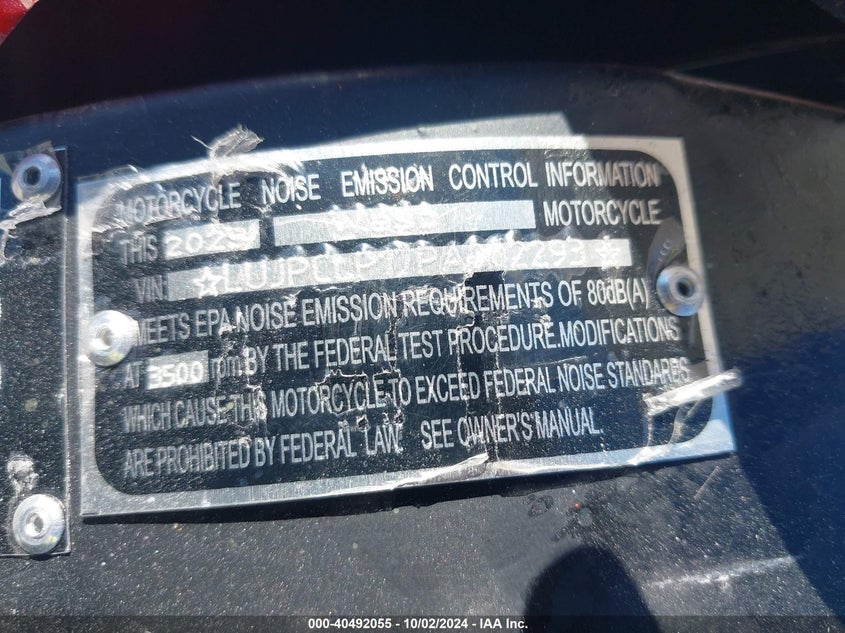 MOTORCYCLE NOISE EMISSION CONTROL INFORMATION
THIS MOTORCYCLE
VIN:
MEETS EPA NOISE EMISSION REQUIREMENTS OF 80dB(A)
AT 3500 rpm BY THE FEDERAL TEST PROCEDURE.MODIFICATIONS
WHICH CAUSE THIS MOTORCYCLE TO EXCEED FEDERAL NOISE STANDARDS
ARE PROHIBITED BY FEDERAL LAW. SEE OWNER'S MANUAL.
000-40492055 - 10/02/2024 - IAA Inc.